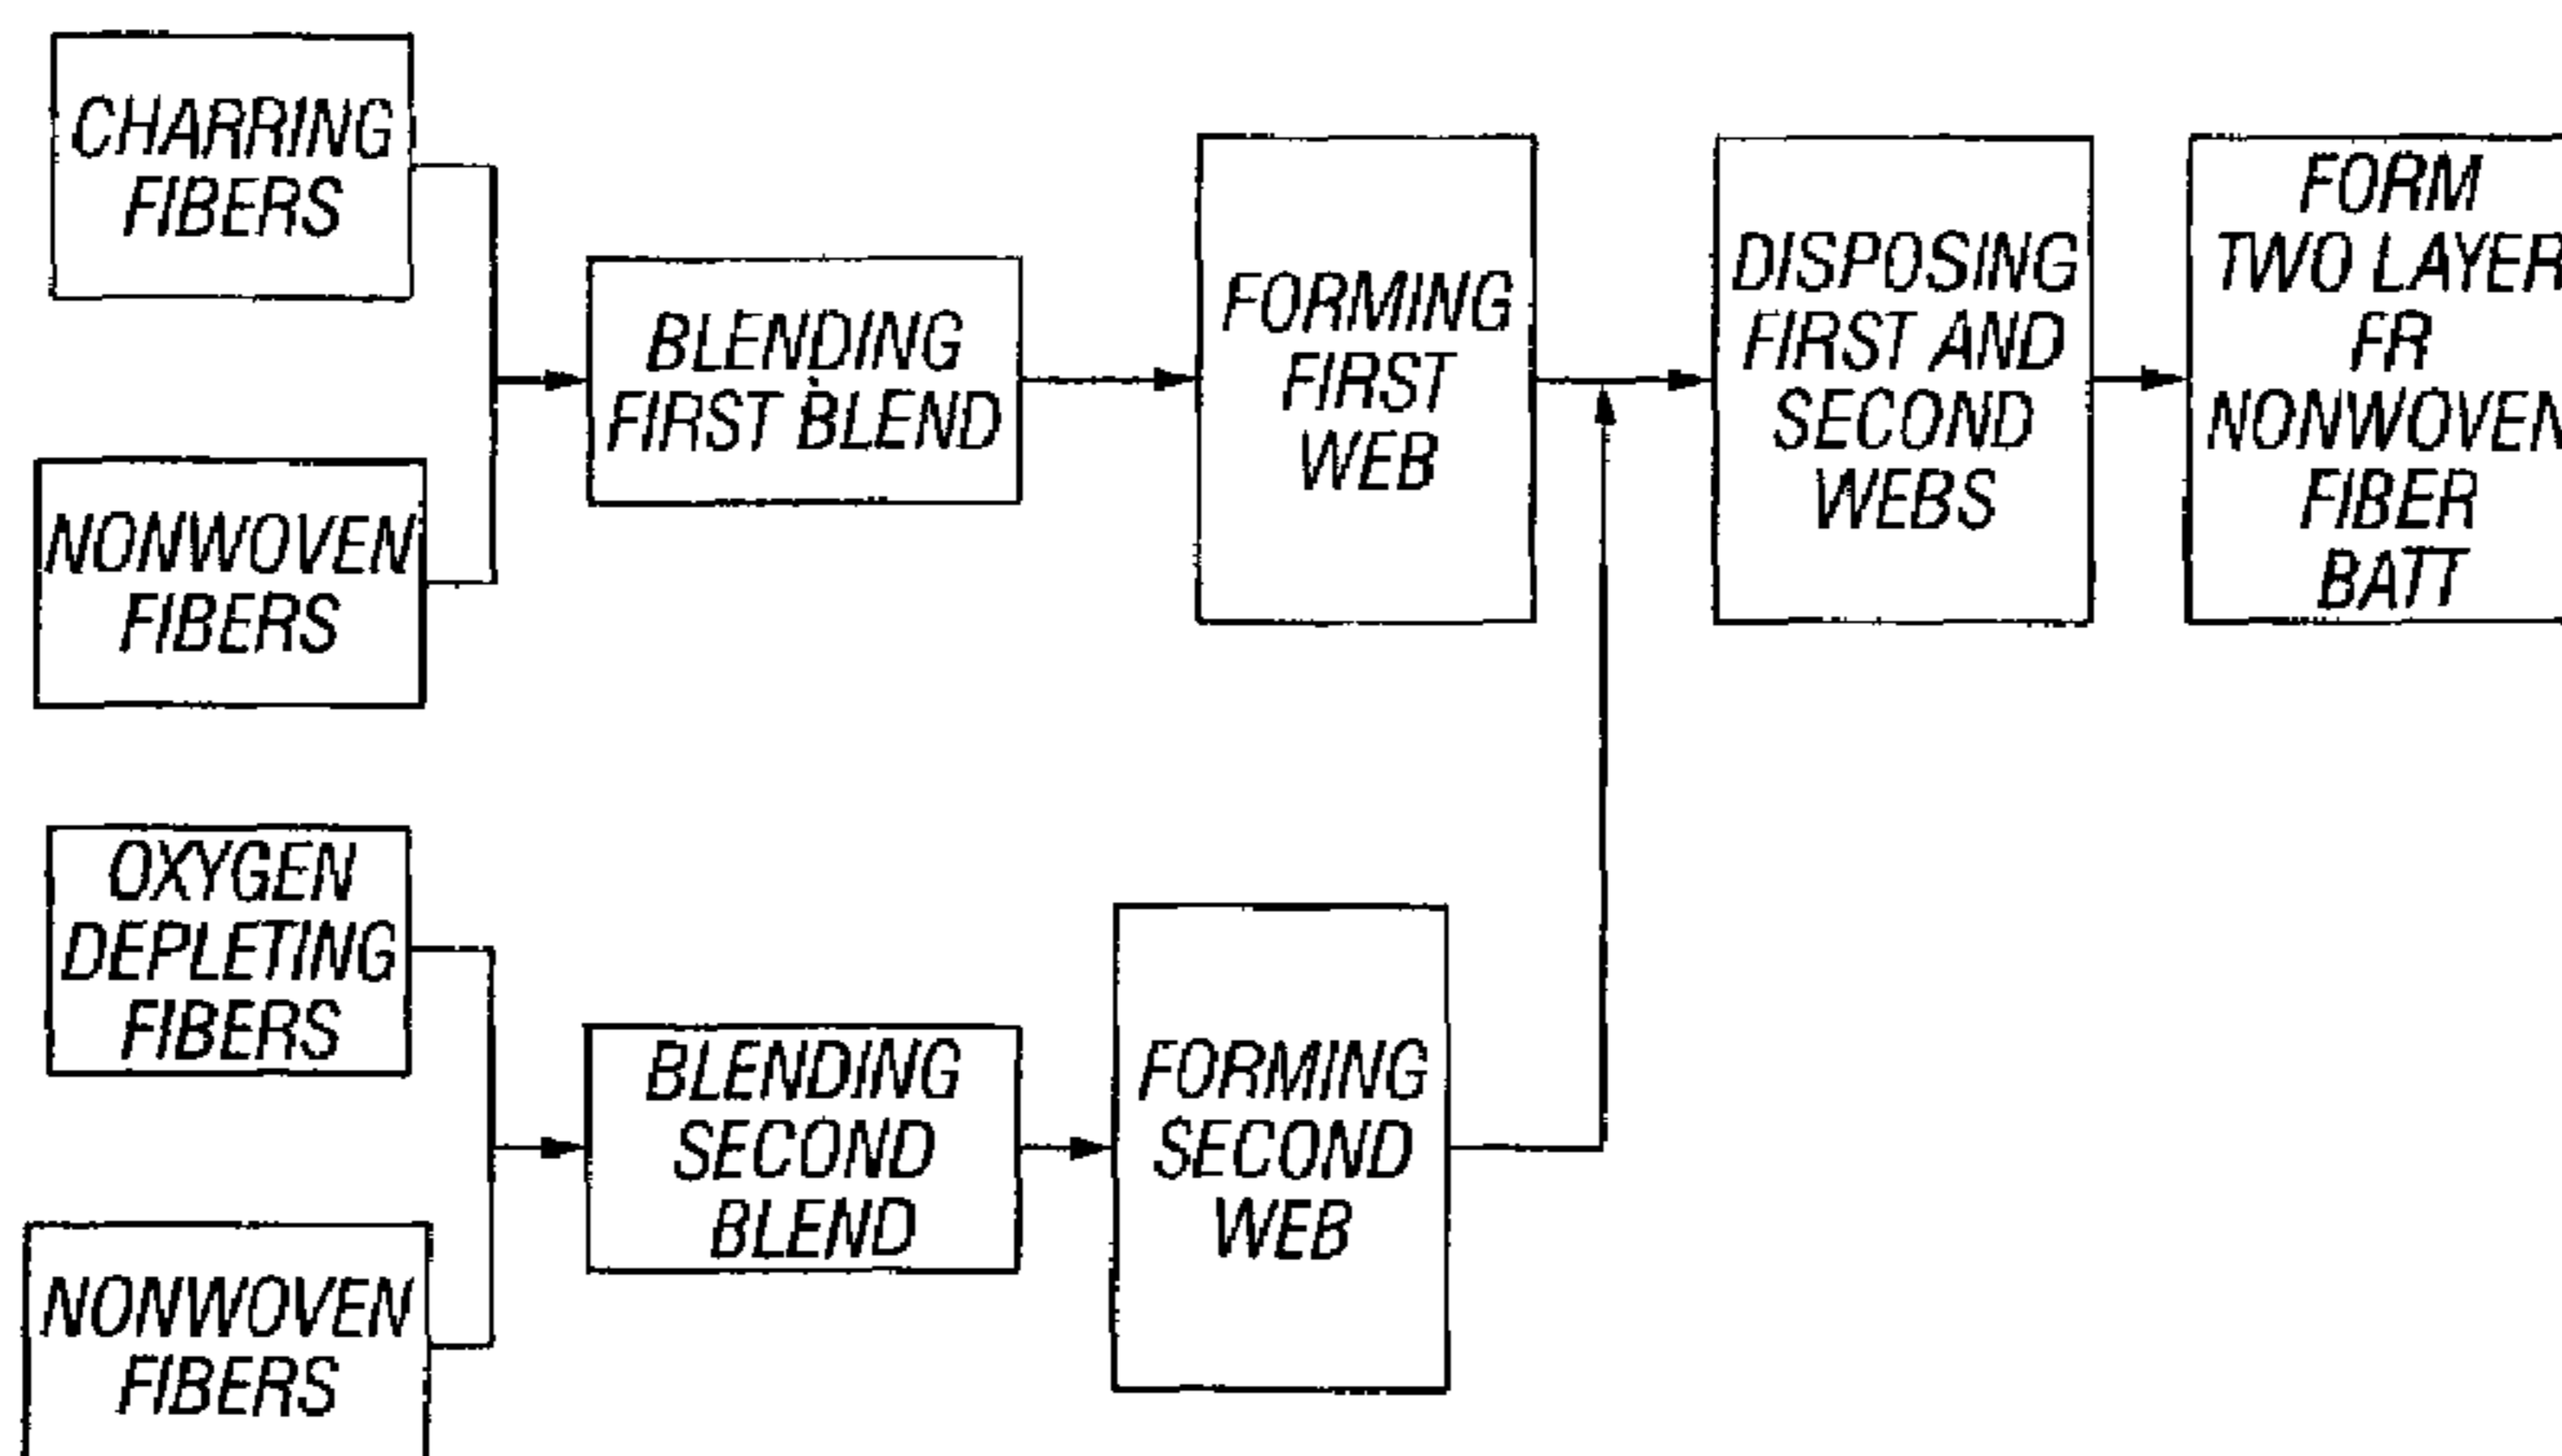 CHARRING
FIBERS
NONWOVEN
FIBERS
BLENDING
FIRST BLEND
FORMING
FIRST
WEB
DISPOSING
FIRST AND
SECOND
WEBS
FORM
TWO LAYER
FR
NONWOVEN
FIBER
BATT
OXYGEN
DEPLETING
FIBERS
NONWOVEN
FIBERS
BLENDING
SECOND
BLEND
FORMING
SECOND
WEB